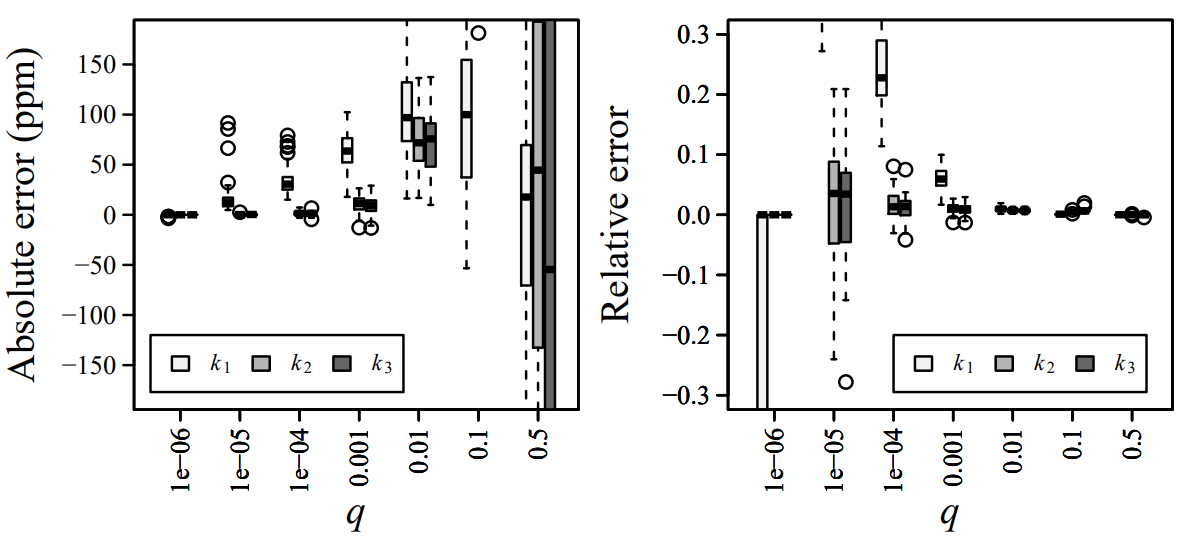 Absolute error (ppm)
150
100
50
0
−50
−100
−150
k1 k2 k3
1e−06 1e−05 1e−04 0.001 0.01 0.1 0.5
q
Relative error
0.3
0.2
0.1
0.0
−0.1
−0.2
−0.3
k1 k2 k3
1e−06 1e−05 1e−04 0.001 0.01 0.1 0.5
q